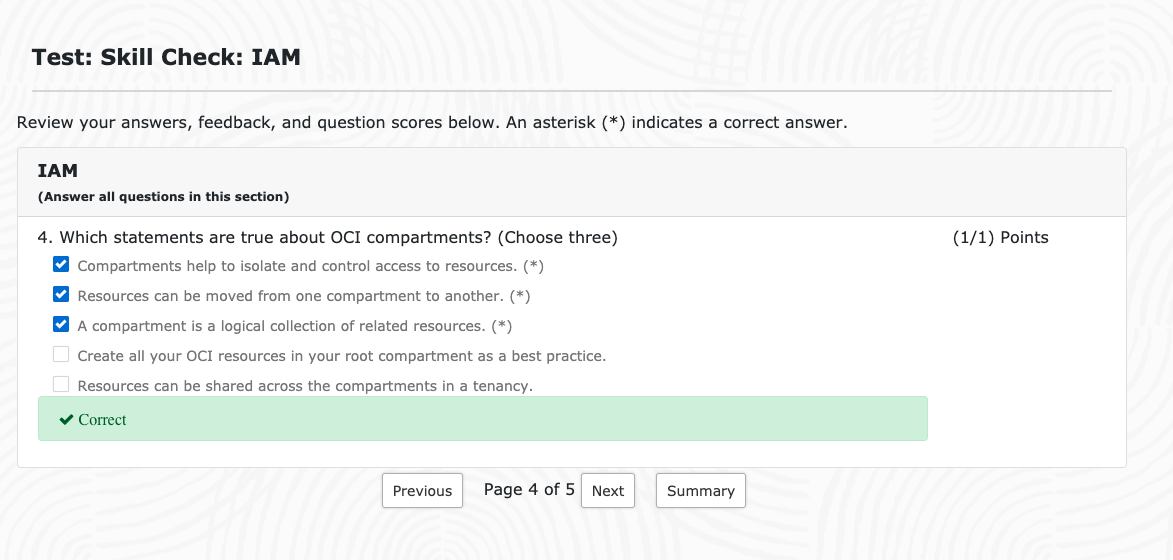 Test: Skill Check: IAM
Review your answers, feedback, and question scores below. An asterisk (*) indicates a correct answer.
IAM
(Answer all questions in this section)
4. Which statements are true about OCI compartments? (Choose three)
(1/1) Points
Compartments help to isolate and control access to resources. (*)
Resources can be moved from one compartment to another. (*)
A compartment is a logical collection of related resources. (*)
Create all your OCI resources in your root compartment as a best practice.
Resources can be shared across the compartments in a tenancy.
Correct
Previous Page 4 of 5 Next Summary